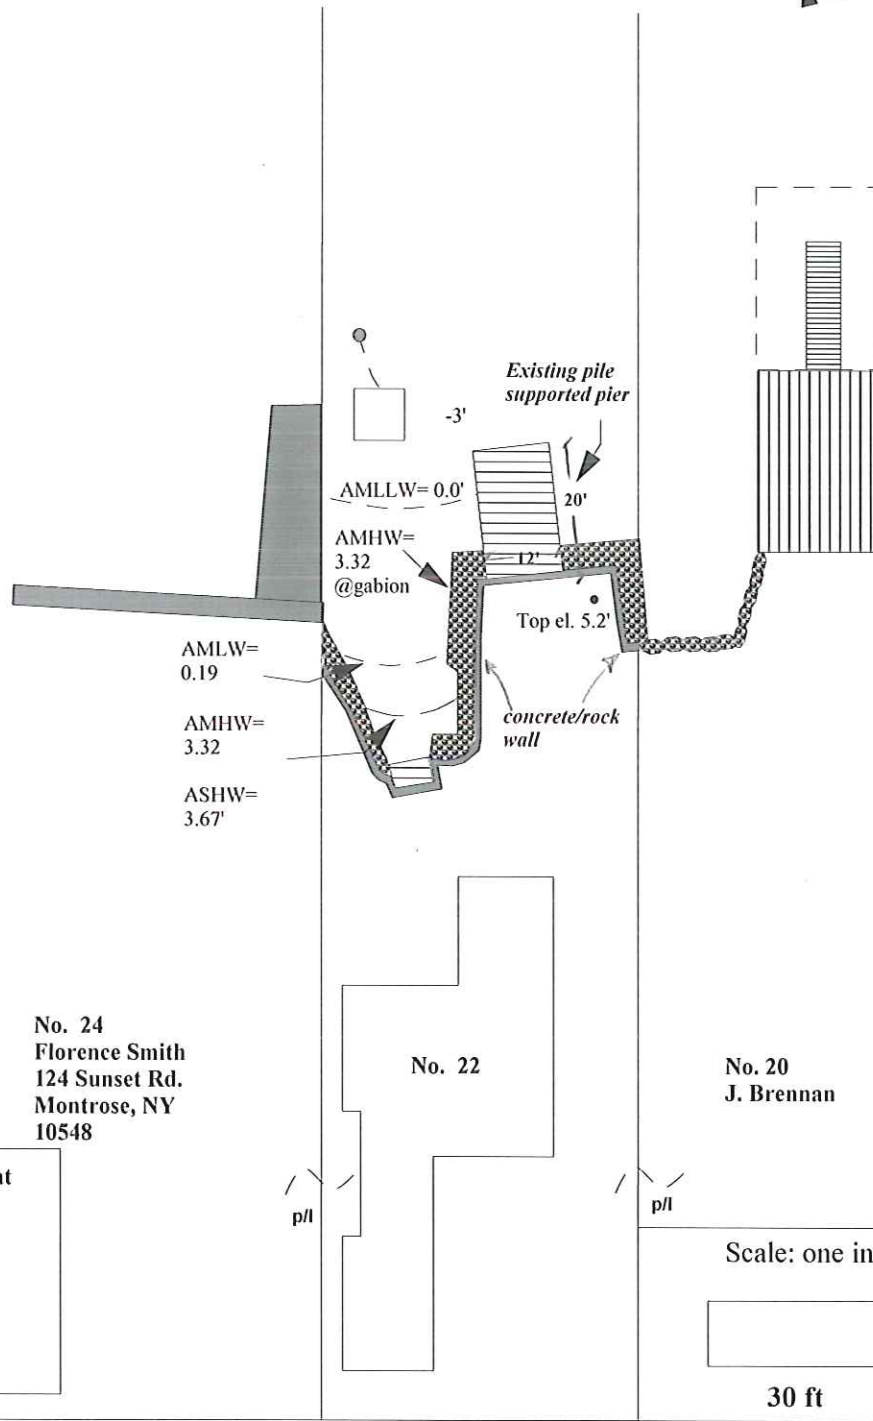 Existing pile
supported pier
-3'
AMLLW= 0.0'
20'
AMHW=
3.32
@gabion
12'
Top el. 5.2'
AMLW=
0.19
concrete/rock
wall
AMHW=
3.32
ASHW=
3.67'
No. 24
Florence Smith
124 Sunset Rd.
Montrose, NY
10548
No. 22
No. 20
J. Brennan
p/l
p/l
Scale: one in
30 ft